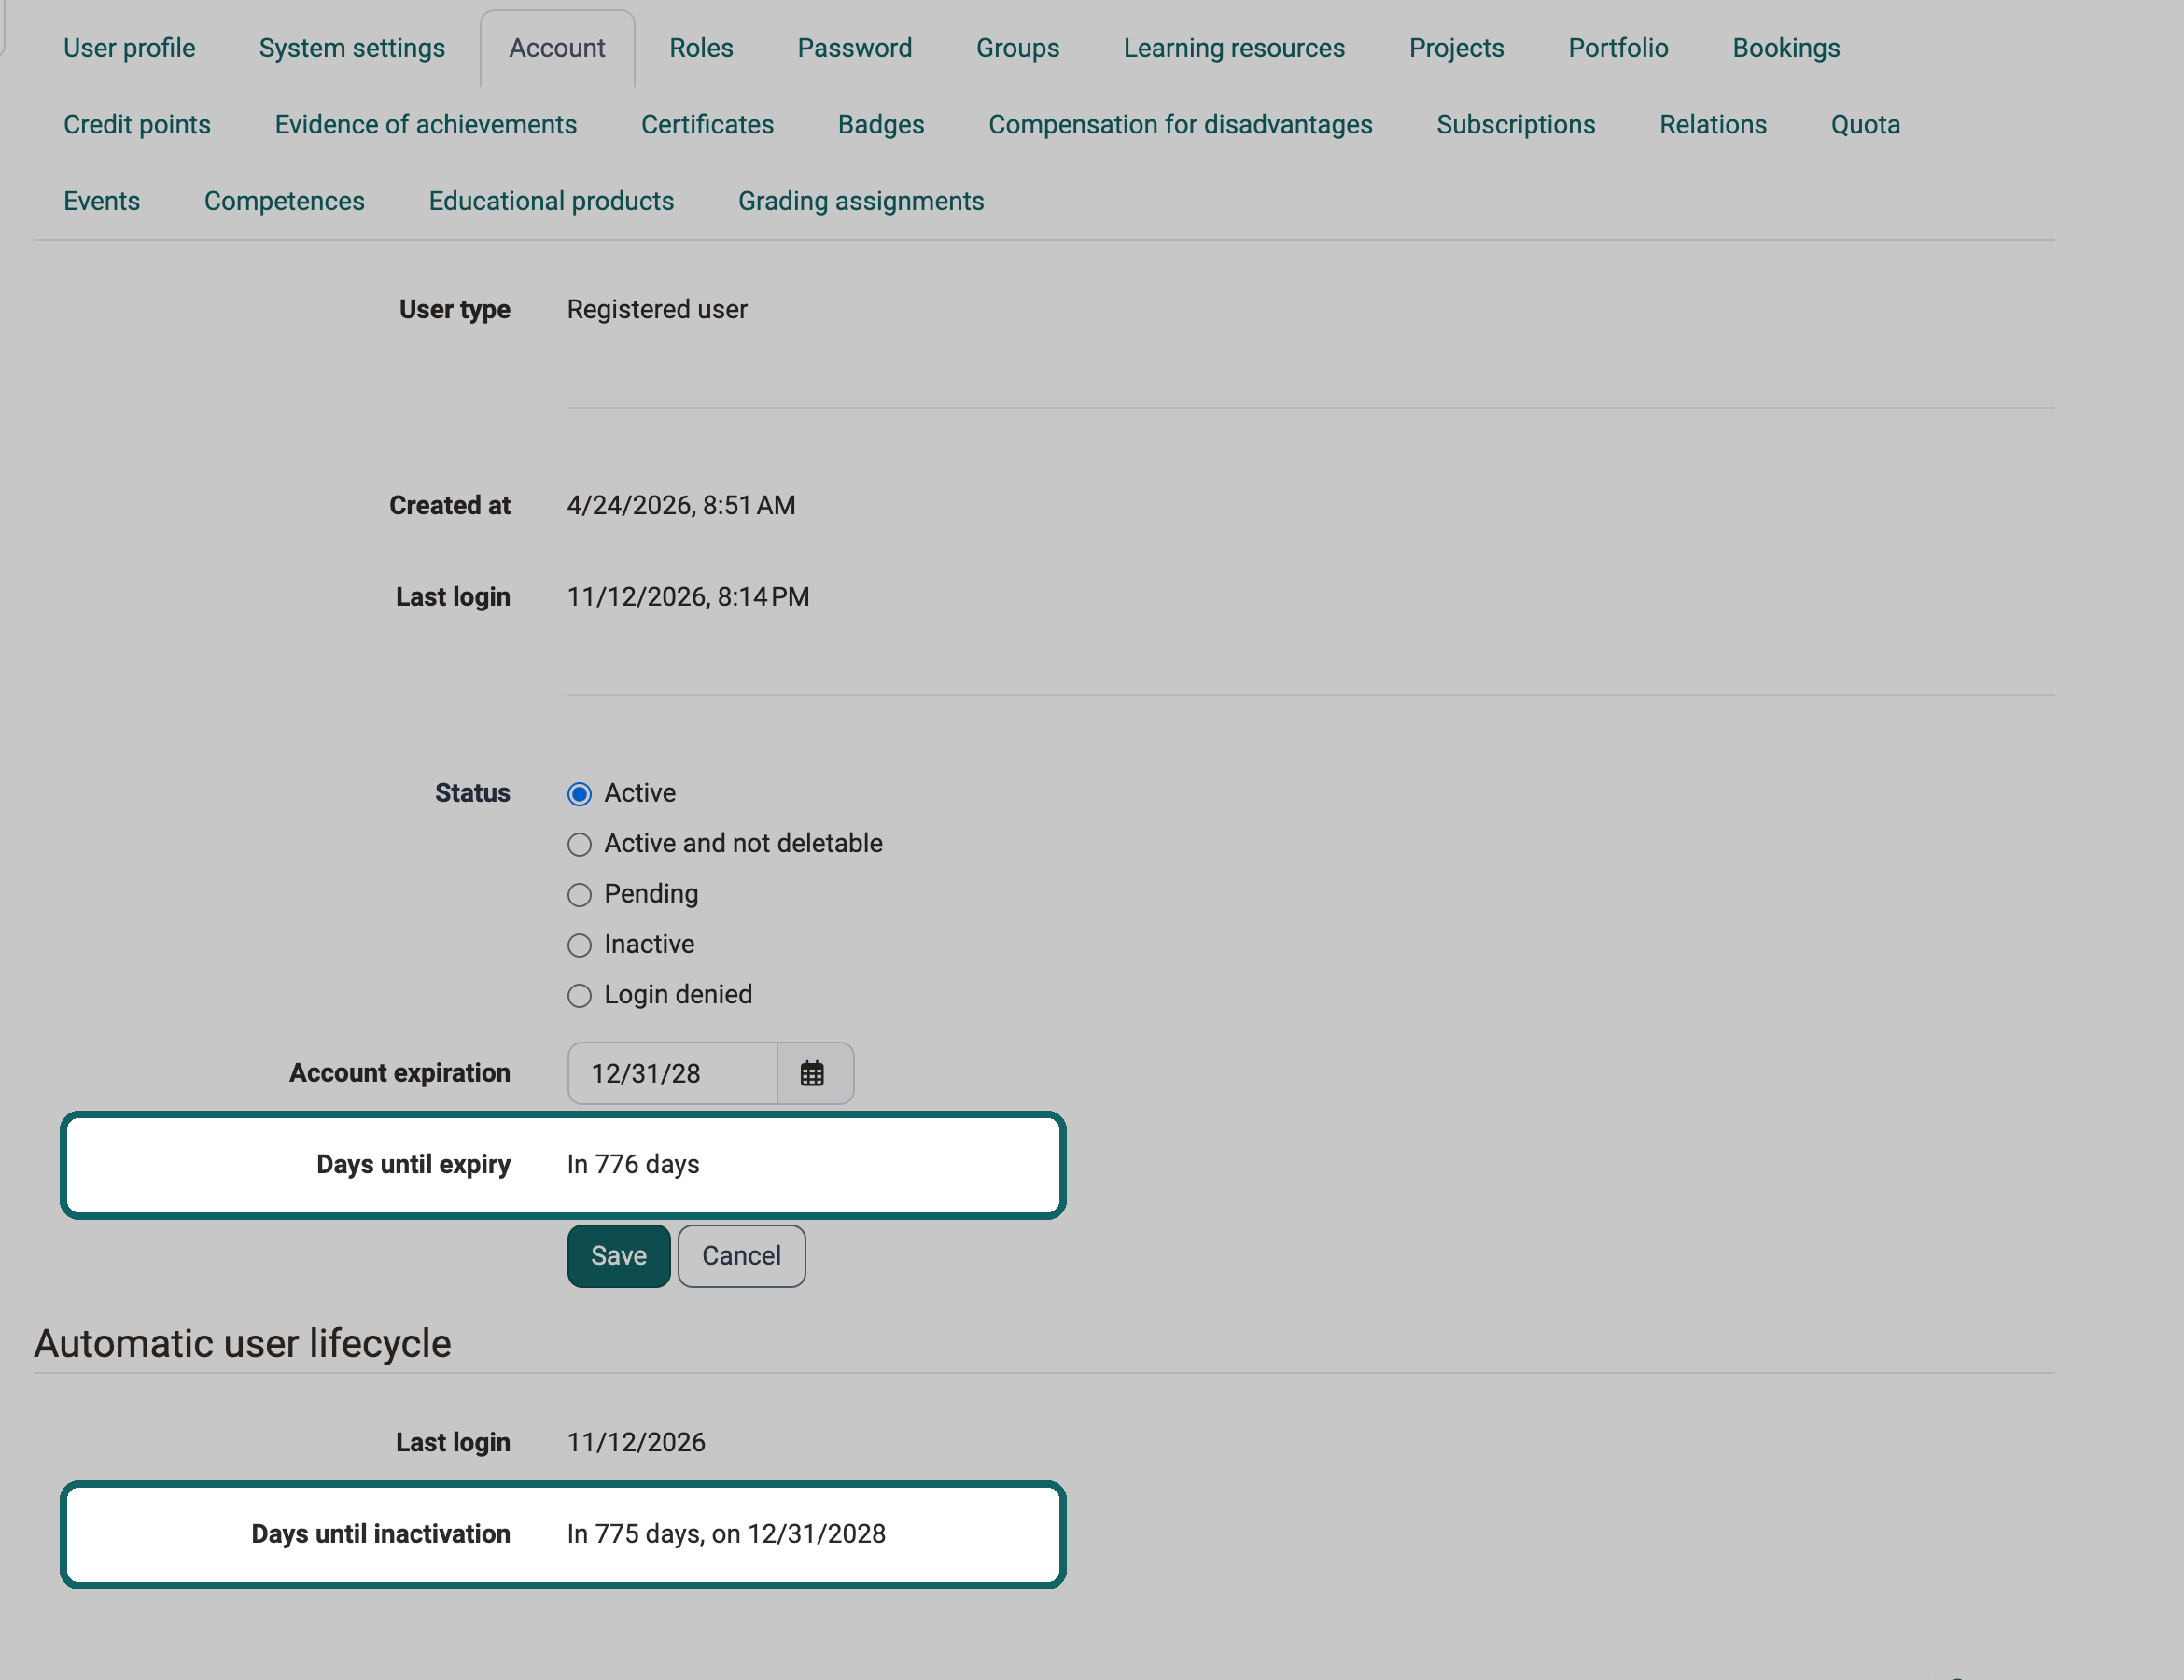 User profile System settings Account Roles Password Groups Learning resources Projects Portfolio Bookings
Credit points Evidence of achievements Certificates Badges Compensation for disadvantages Subscriptions Relations Quota
Events Competences Educational products Grading assignments
User type Registered user
Created at 4/24/2026, 8:51 AM
Last login 11/12/2026, 8:14 PM
Status Active
Active and not deletable
Pending
Inactive
Login denied
Account expiration 12/31/28
Days until expiry In 776 days
Save Cancel
Automatic user lifecycle
Last login 11/12/2026
Days until inactivation In 775 days, on 12/31/2028